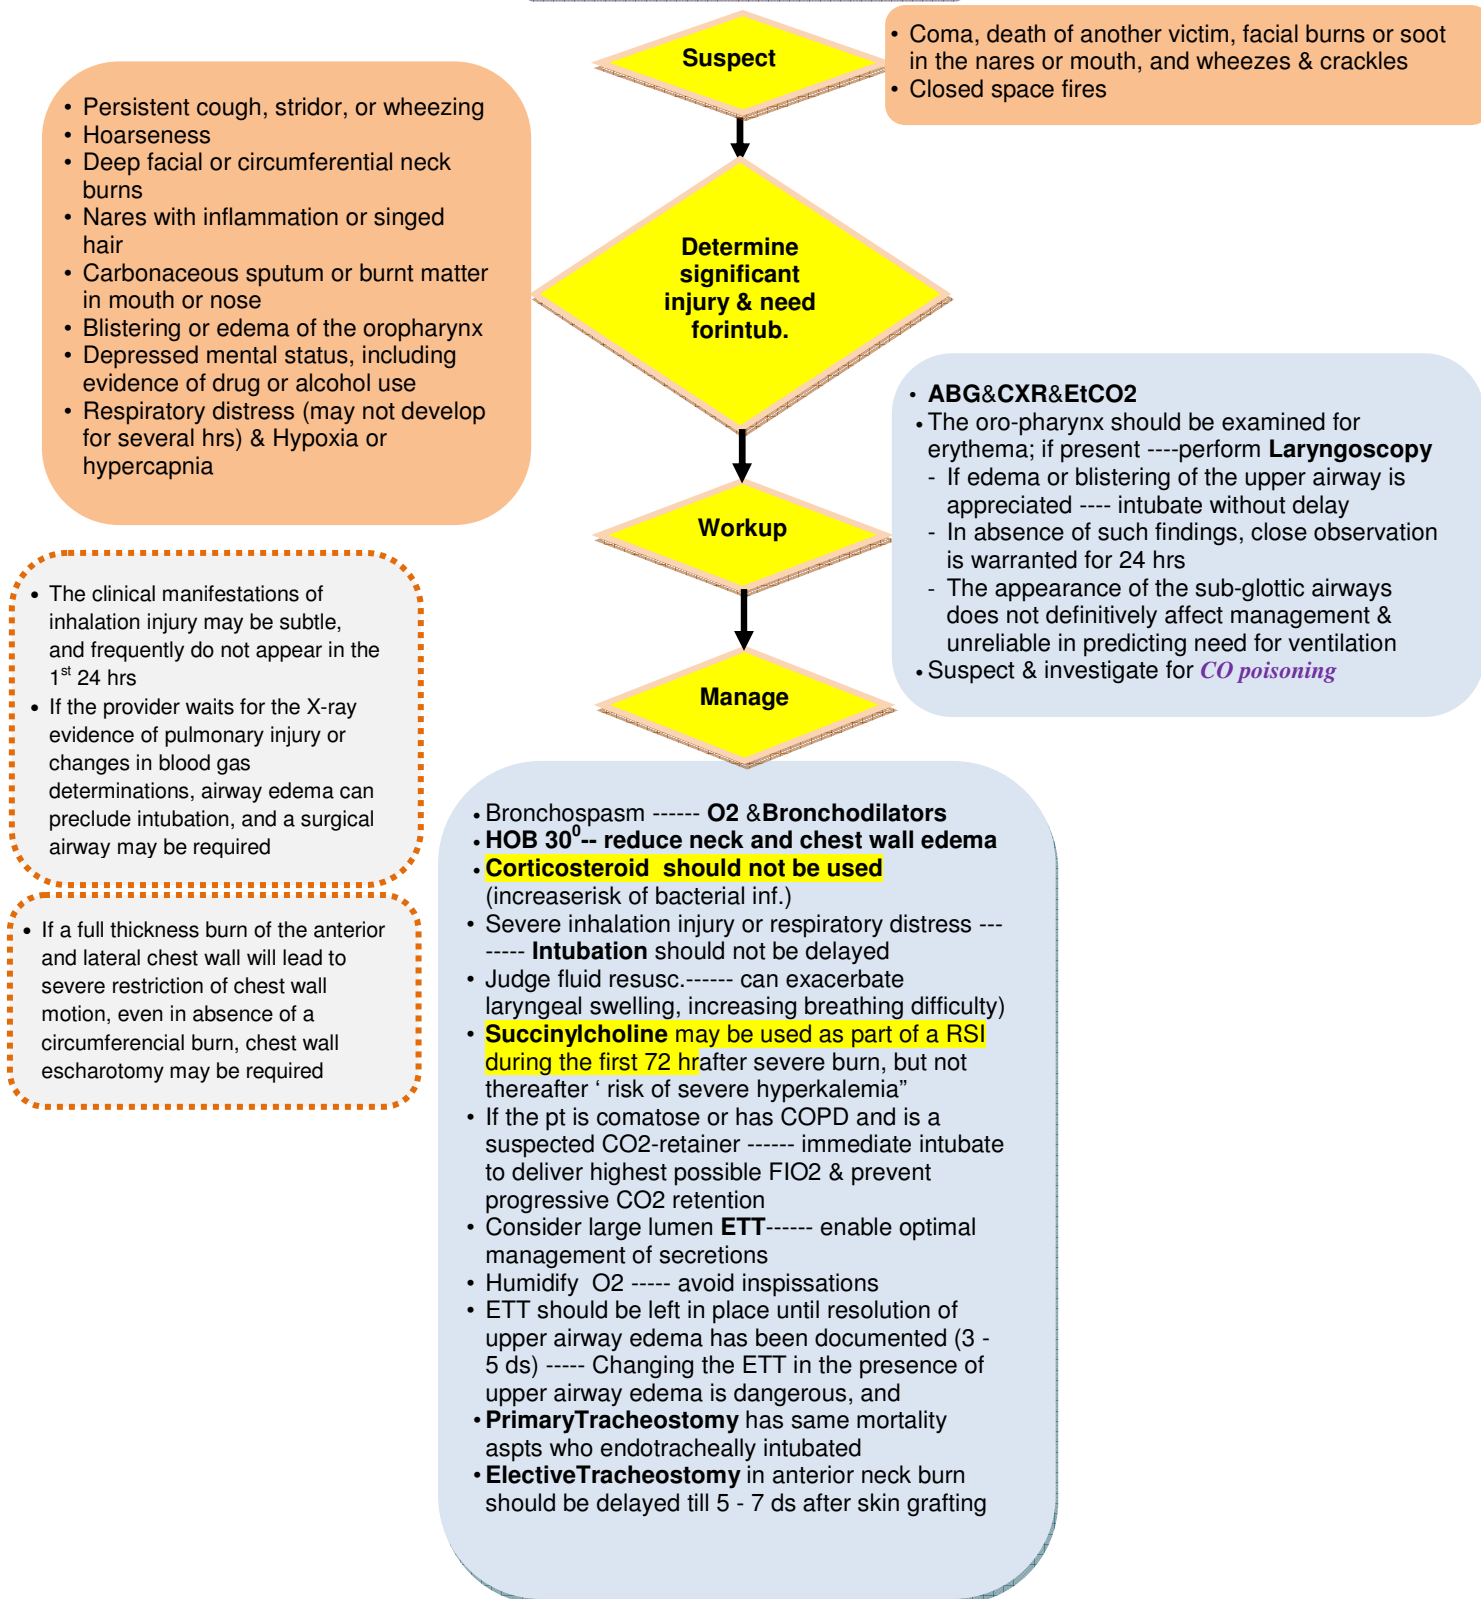 Suspect
• Coma, death of another victim, facial burns or soot
in the nares or mouth, and wheezes & crackles
• Closed space fires
• Persistent cough, stridor, or wheezing
• Hoarseness
• Deep facial or circumferential neck
burns
• Nares with inflammation or singed
hair
• Carbonaceous sputum or burnt matter
in mouth or nose
• Blistering or edema of the oropharynx
• Depressed mental status, including
evidence of drug or alcohol use
• Respiratory distress (may not develop
for several hrs) & Hypoxia or
hypercapnia
Determine
significant
injury & need
forintub.
Workup
• ABG&CXR&EtCO2
• The oro-pharynx should be examined for
erythema; if present ----perform Laryngoscopy
- If edema or blistering of the upper airway is
appreciated ---- intubate without delay
- In absence of such findings, close observation
is warranted for 24 hrs
- The appearance of the sub-glottic airways
does not definitively affect management &
unreliable in predicting need for ventilation
• Suspect & investigate for CO poisoning
• The clinical manifestations of
inhalation injury may be subtle,
and frequently do not appear in the
1st 24 hrs
• If the provider waits for the X-ray
evidence of pulmonary injury or
changes in blood gas
determinations, airway edema can
preclude intubation, and a surgical
airway may be required
• If a full thickness burn of the anterior
and lateral chest wall will lead to
severe restriction of chest wall
motion, even in absence of a
circumferencial burn, chest wall
escharotomy may be required
Manage
• Bronchospasm ------ O2 &Bronchodilators
• HOB 30⁰-- reduce neck and chest wall edema
• Corticosteroid  should not be used
(increaserisk of bacterial inf.)
• Severe inhalation injury or respiratory distress ---
----- Intubation should not be delayed
• Judge fluid resusc.------ can exacerbate
laryngeal swelling, increasing breathing difficulty)
• Succinylcholine may be used as part of a RSI
during the first 72 hrafter severe burn, but not
thereafter ‘ risk of severe hyperkalemia”
• If the pt is comatose or has COPD and is a
suspected CO2-retainer ------ immediate intubate
to deliver highest possible FIO2 & prevent
progressive CO2 retention
• Consider large lumen ETT------ enable optimal
management of secretions
• Humidify  O2 ----- avoid inspissations
• ETT should be left in place until resolution of
upper airway edema has been documented (3 -
5 ds) ----- Changing the ETT in the presence of
upper airway edema is dangerous, and
• PrimaryTracheostomy has same mortality
aspts who endotracheally intubated
• ElectiveTracheostomy in anterior neck burn
should be delayed till 5 - 7 ds after skin grafting